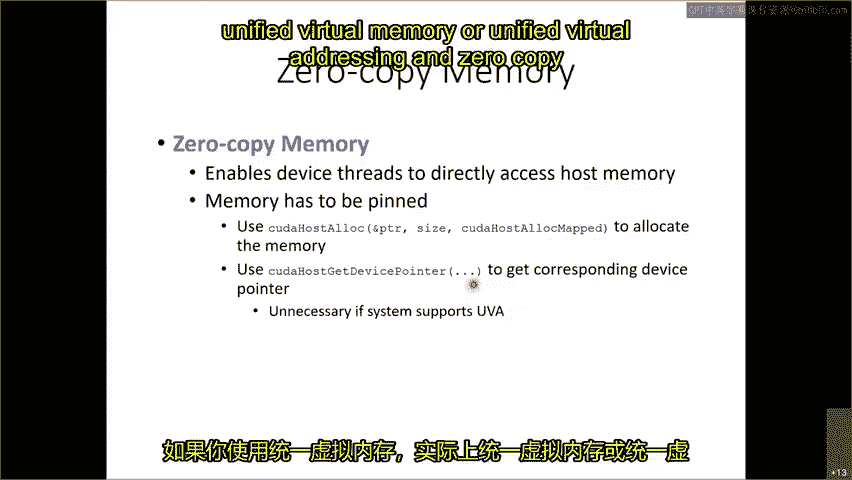 unified virtual memory or unified virtual
addressing and zero copy
Zero-copy Memory
• Zero-copy Memory
• Enables device threads to directly access host memory
• Memory has to be pinned
• Use cudaHostAlloc(&ptr, size, cudaHostAllocMapped) to allocate
the memory
• Use cudaHostGetDevicePointer(...) to get corresponding device
pointer
• Unnecessary if system supports UVA
如果你使用统一虚拟内存，实际上统一虚拟内存或统一虚
+13